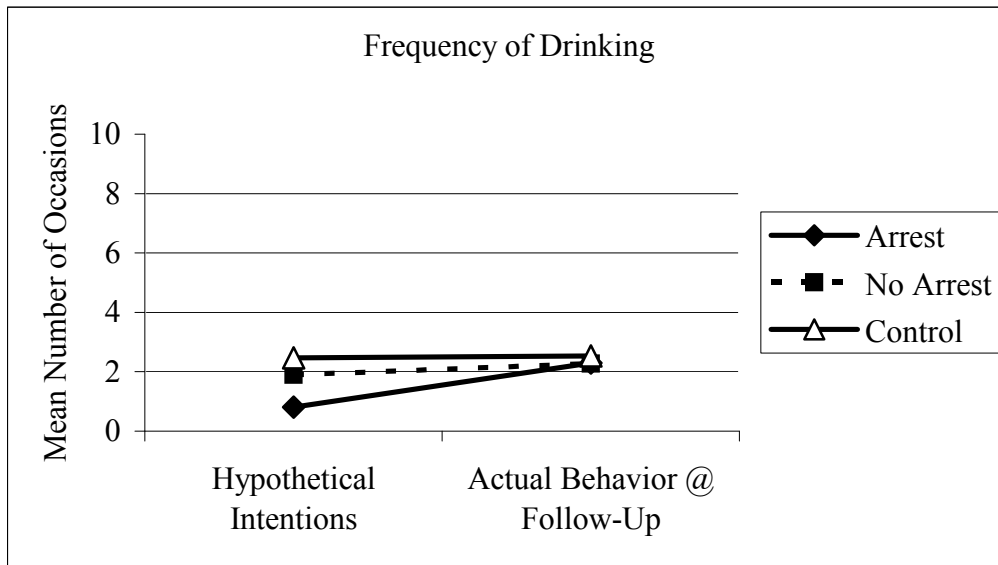 Frequency of Drinking
Mean Number of Occasions
10
8
6
4
2
0
Hypothetical
Intentions
Actual Behavior @
Follow-Up
Arrest
No Arrest
Control